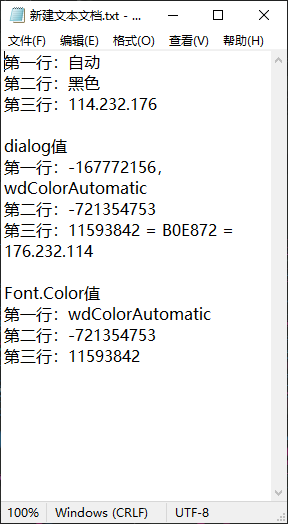 新建文本文档.txt - ...
文件(F) 编辑(E) 格式(O) 查看(V) 帮助(H)
第一行：自动
第二行：黑色
第三行：114.232.176
dialog值
第一行：-167772156，
wdColorAutomatic
第二行：-721354753
第三行：11593842 = B0E872 =
176.232.114
Font.Color值
第一行：wdColorAutomatic
第二行：-721354753
第三行：11593842
100% Windows (CRLF) UTF-8